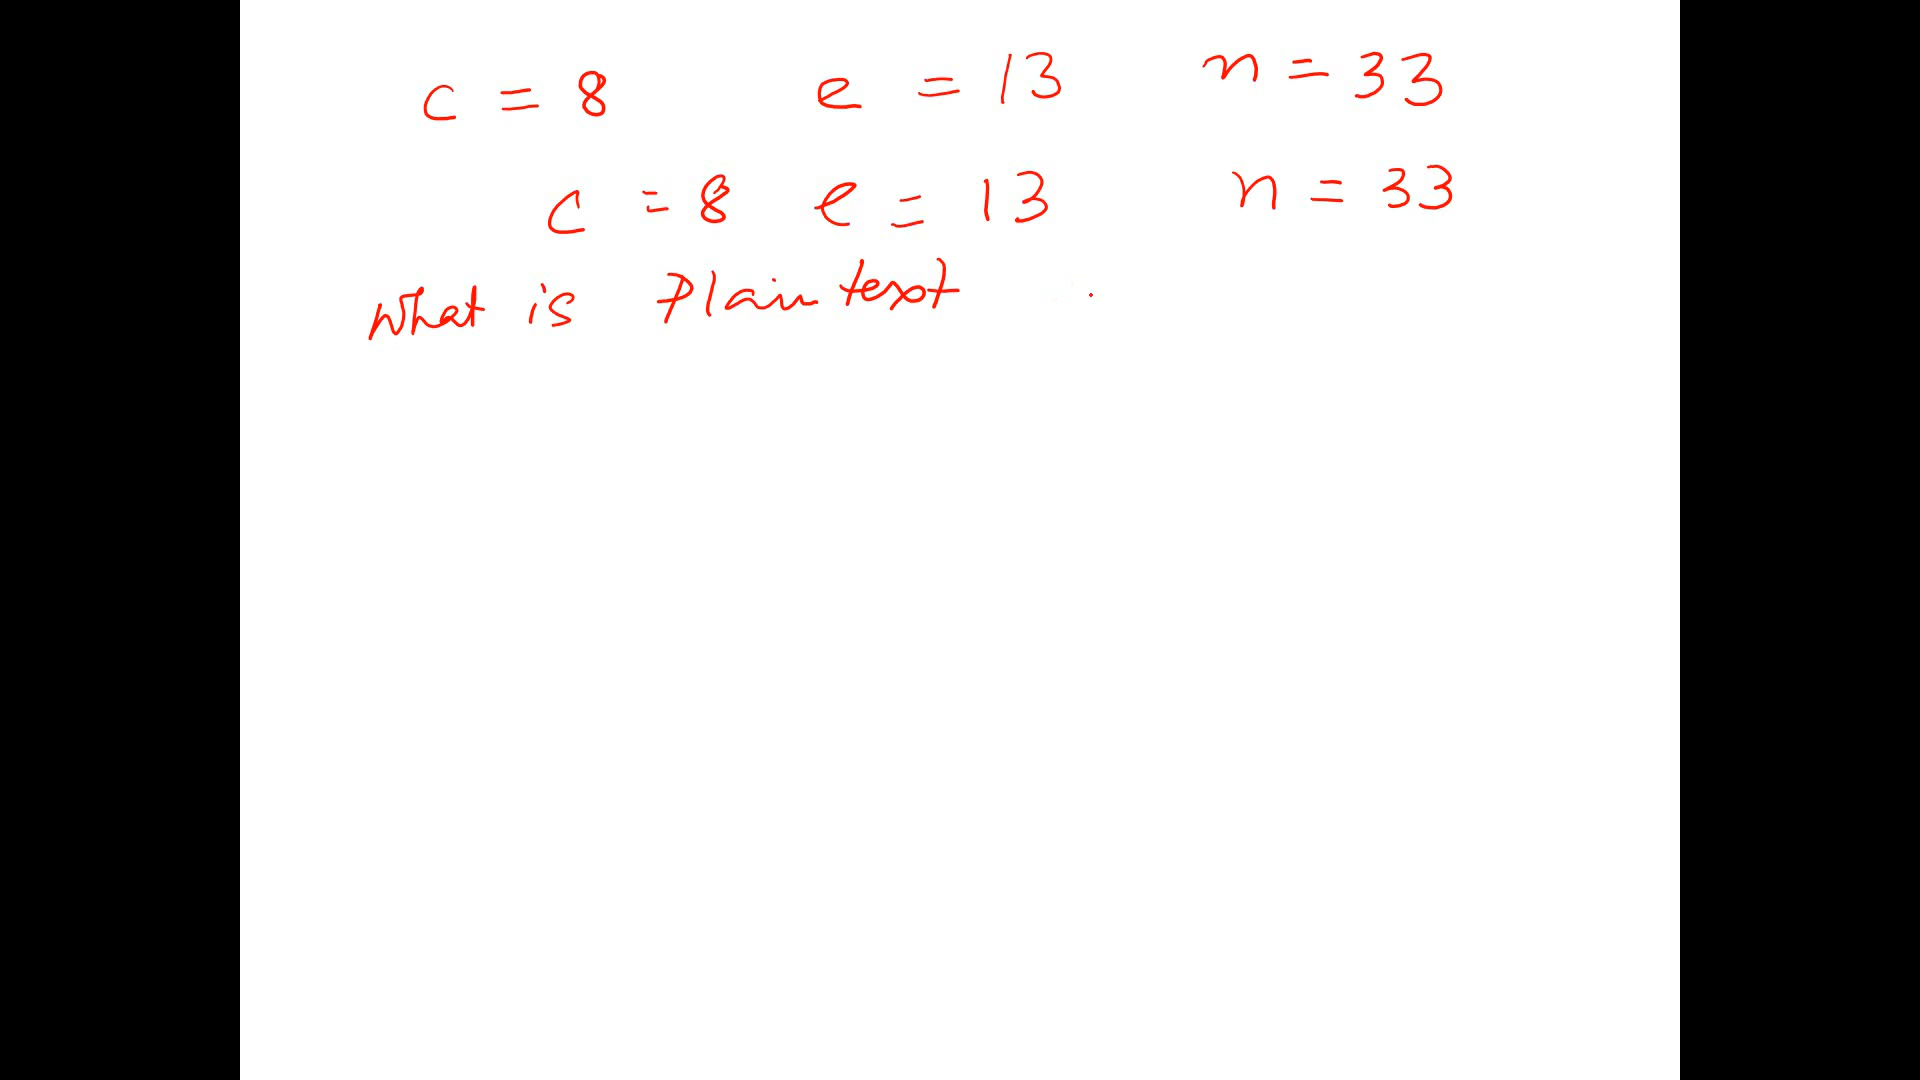 c = 8 e = 13 n = 33
c = 8 e = 13 n = 33
What is Plain text